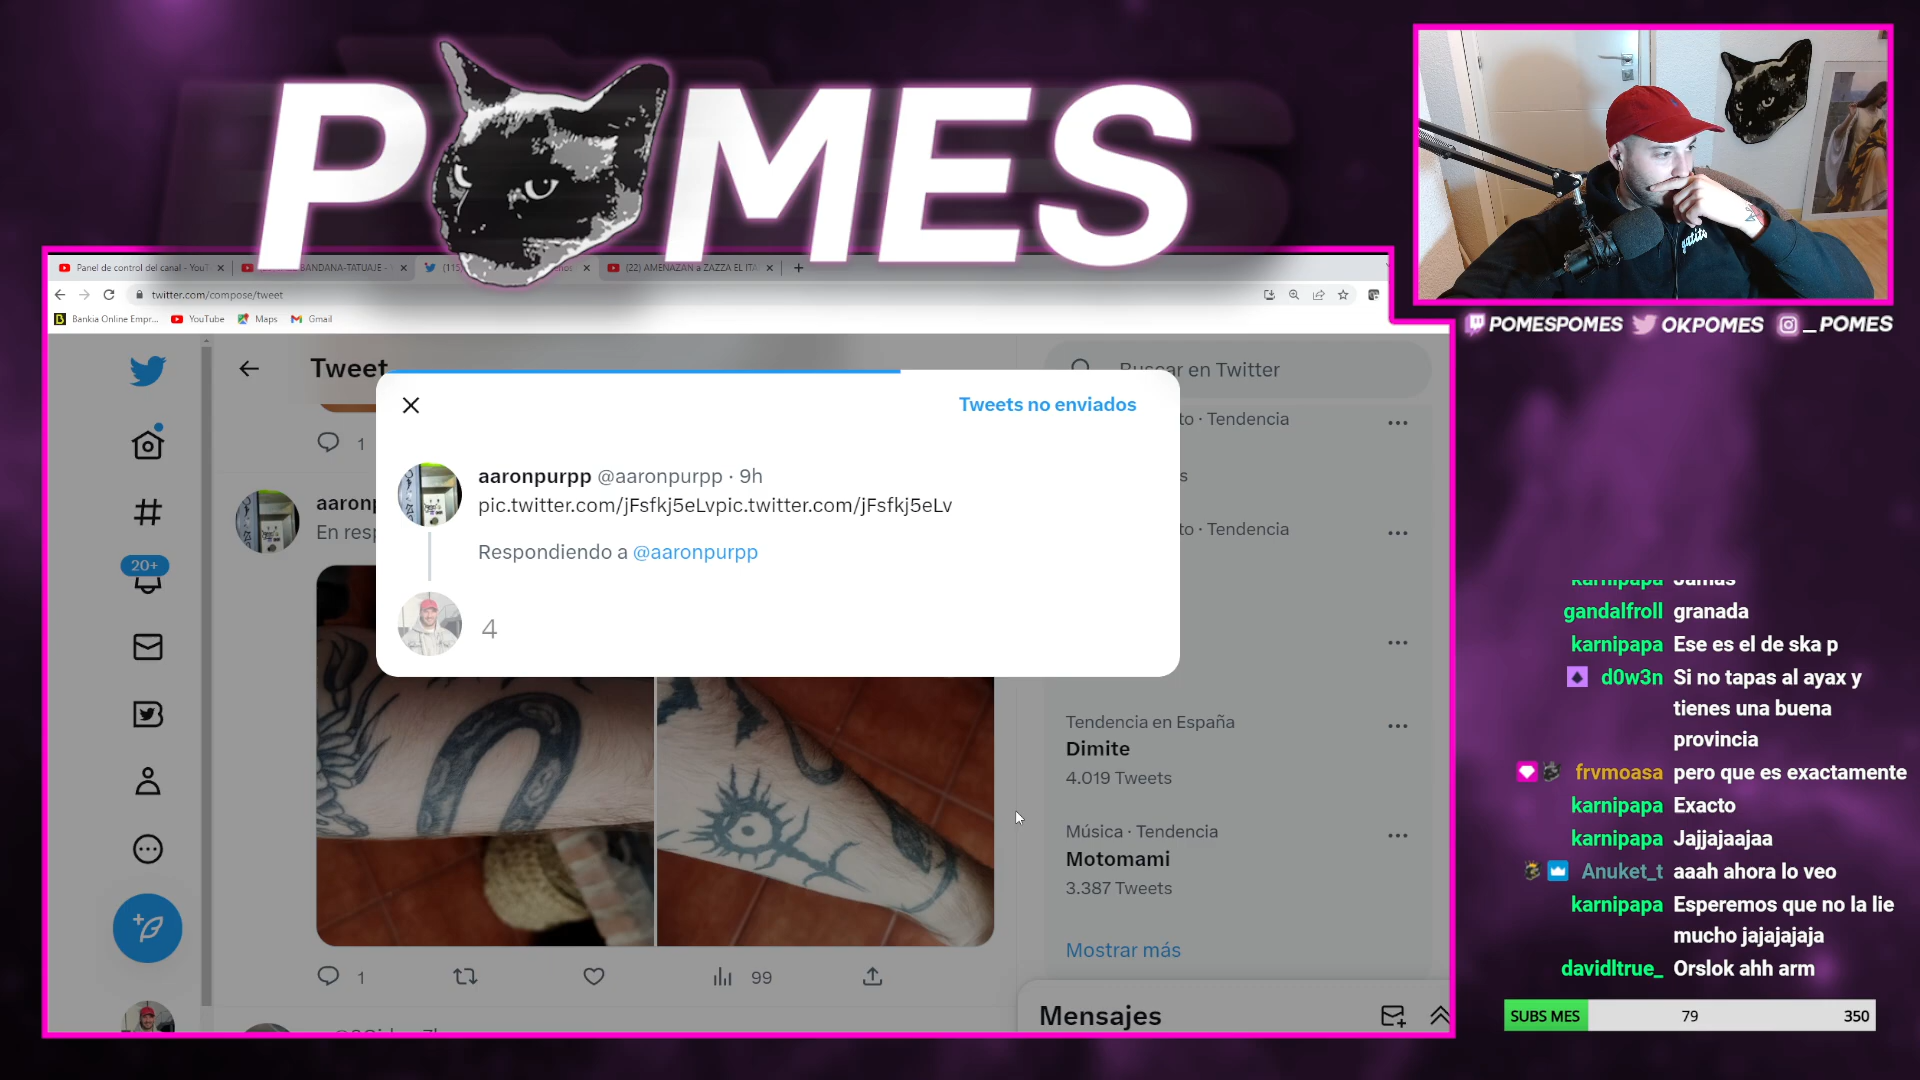 POMES
Panel de control del canal - YouT
BANDANA-TATUAJE -
(115
(22) AMENAZAN a ZAZZA EL ITA
twitter.com/compose/tweet
Bankia Online Empr...
YouTube
Maps
Gmail
POMESPOMES
OKPOMES
_POMES
Tweet
Buscar en Twitter
Tweets no enviados
to · Tendencia
1
aaronpurpp @aaronpurpp · 9h
s
pic.twitter.com/jFsfkj5eLvpic.twitter.com/jFsfkj5eLv
aaronp
En resp
to · Tendencia
Respondiendo a @aaronpurpp
20+
4
Tendencia en España
Dimite
4.019 Tweets
Música · Tendencia
Motomami
3.387 Tweets
Mostrar más
1
99
Mensajes
karnipapa Jamás
gandalfroll granada
karnipapa Ese es el de ska p
d0w3n Si no tapas al ayax y
tienes una buena
provincia
frvmoasa pero que es exactamente
karnipapa Exacto
karnipapa Jajjajaajaa
Anuket_t aaah ahora lo veo
karnipapa Esperemos que no la lie
mucho jajajajaja
davidltrue_ Orslok ahh arm
SUBS MES 79 350